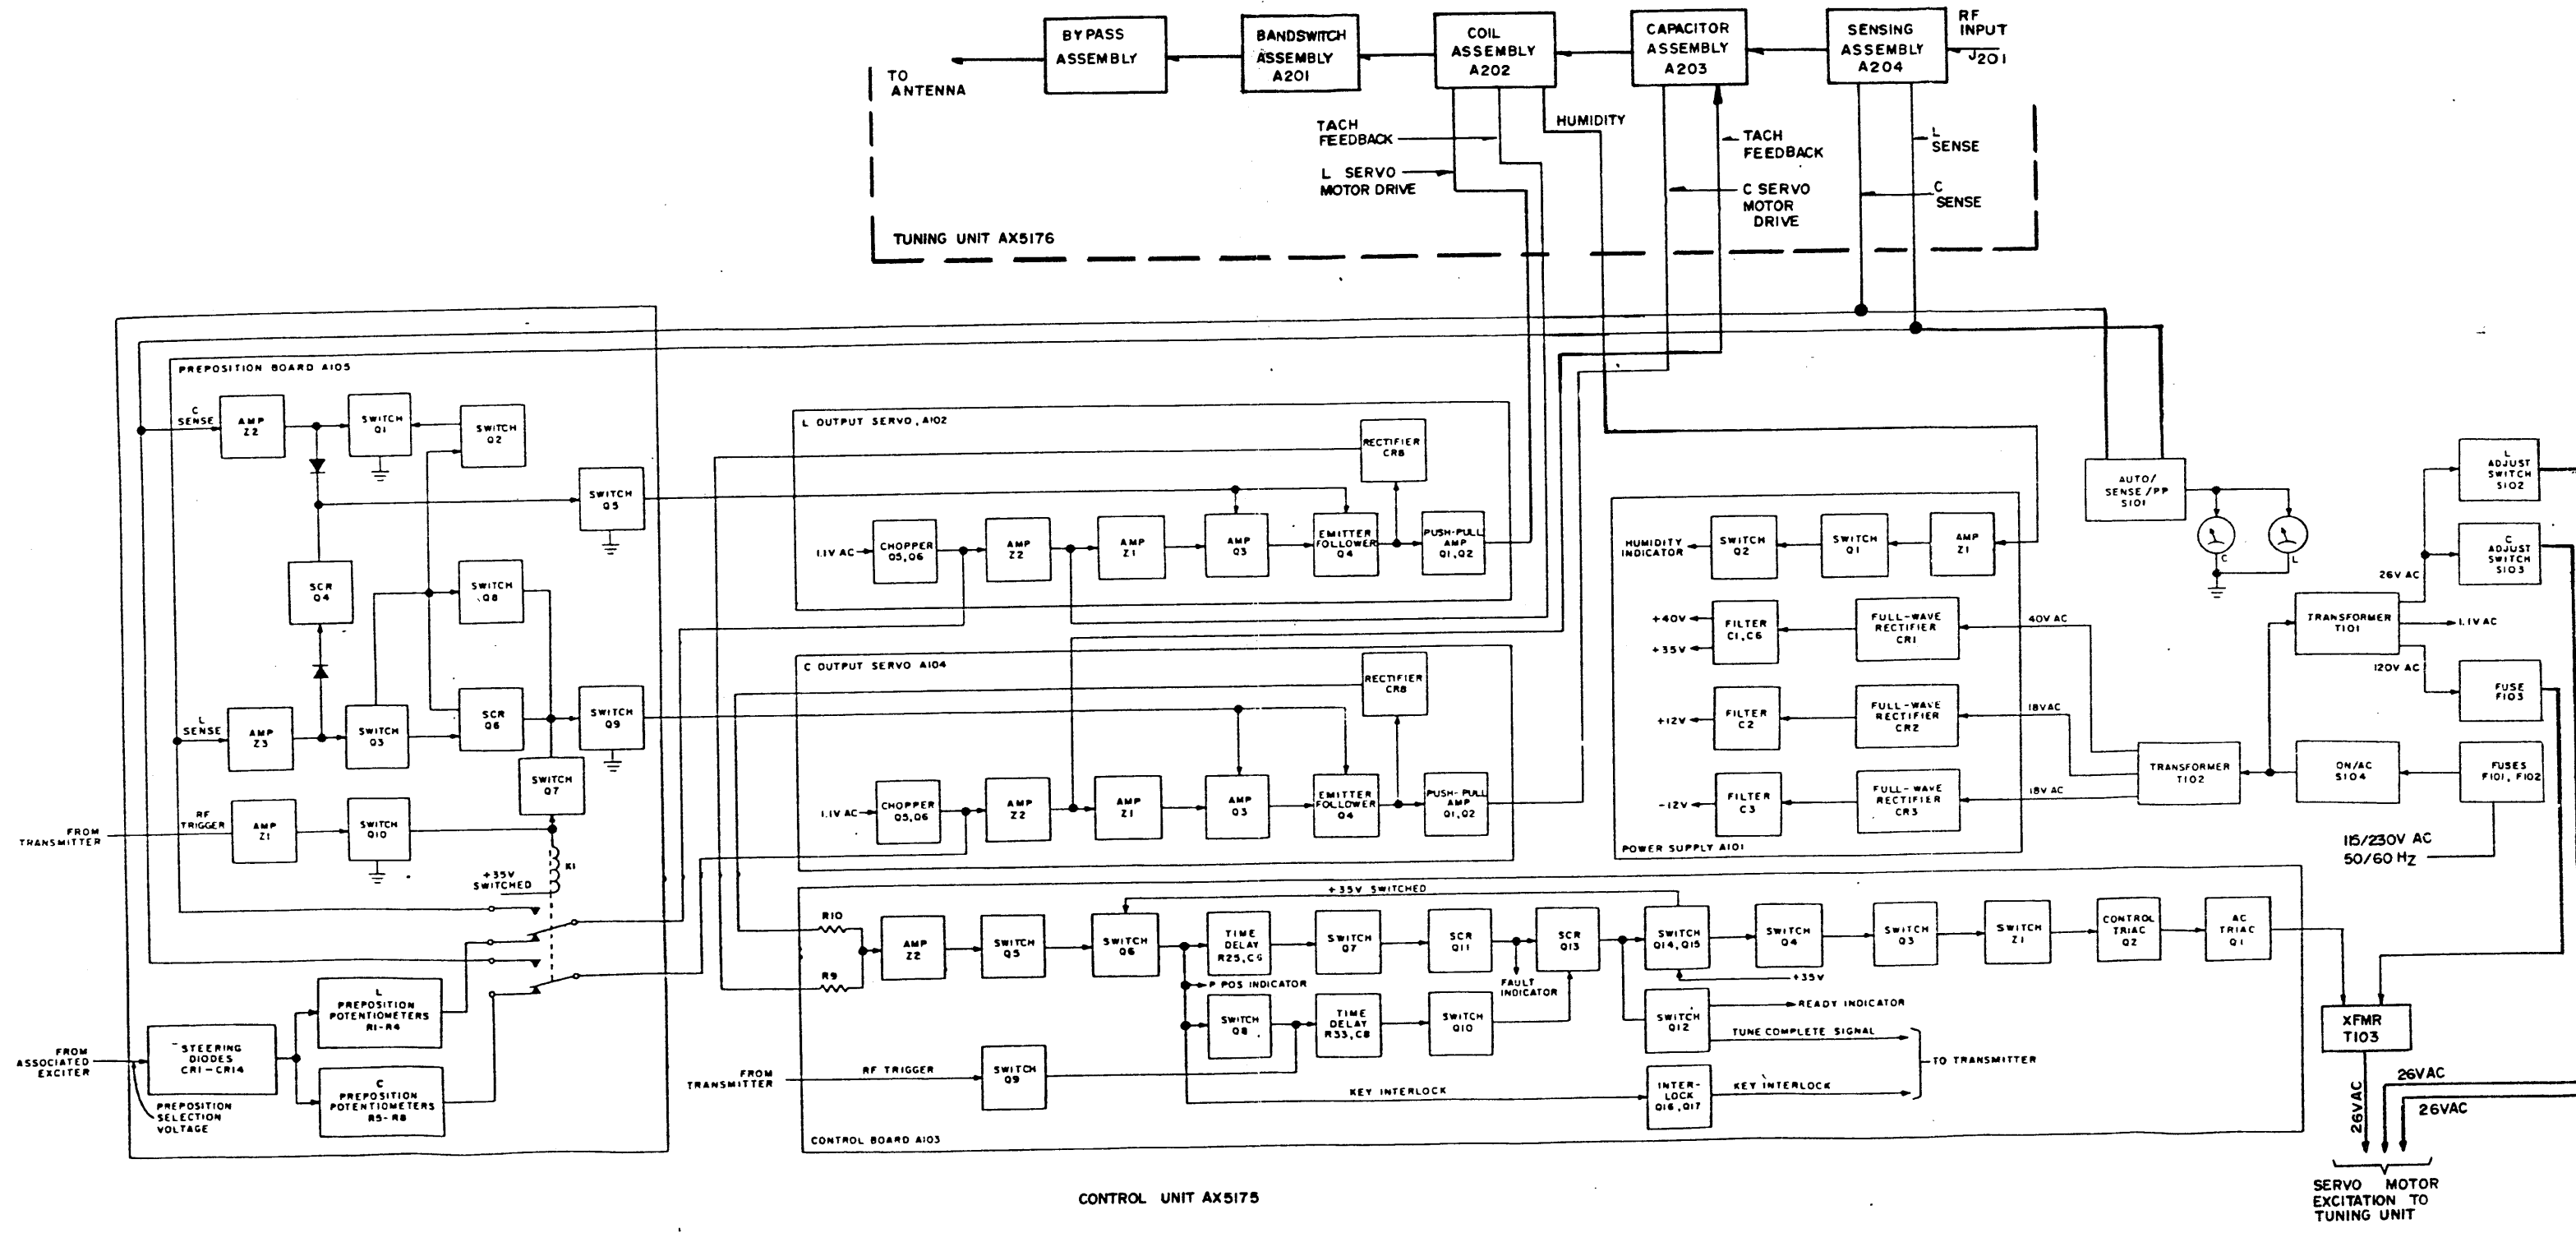 BY PASS
ASSEMBLY
BANDSWITCH
ASSEMBLY
A201
COIL
ASSEMBLY
A202
CAPACITOR
ASSEMBLY
A203
SENSING
ASSEMBLY
A204
RF
INPUT
J201
TO
ANTENNA
TACH
FEEDBACK
L SERVO
MOTOR DRIVE
HUMIDITY
TACH
FEEDBACK
C SERVO
MOTOR
DRIVE
L
SENSE
C
SENSE
TUNING UNIT AX5176
PREPOSITION BOARD A105
C
SENSE
AMP
Z2
SWITCH
Q1
SWITCH
Q2
SWITCH
Q5
SCR
Q4
SWITCH
Q8
L
SENSE
AMP
Z3
SWITCH
Q3
SCR
Q6
SWITCH
Q9
SWITCH
Q7
FROM
TRANSMITTER
RF
TRIGGER
AMP
Z1
SWITCH
Q10
+35V
SWITCHED
K1
L
PREPOSITION
POTENTIOMETERS
R1-R4
FROM
ASSOCIATED
EXCITER
STEERING
DIODES
CR1-CR14
C
PREPOSITION
POTENTIOMETERS
R5-R8
PREPOSITION
SELECTION
VOLTAGE
L OUTPUT SERVO, A102
RECTIFIER
CR8
1.1V AC
CHOPPER
Q5,Q6
AMP
Z2
AMP
Z1
AMP
Q3
EMITTER
FOLLOWER
Q4
PUSH-PULL
AMP
Q1,Q2
C OUTPUT SERVO A104
RECTIFIER
CR8
1.1V AC
CHOPPER
Q5,Q6
AMP
Z2
AMP
Z1
AMP
Q3
EMITTER
FOLLOWER
Q4
PUSH-PULL
AMP
Q1,Q2
HUMIDITY
INDICATOR
SWITCH
Q2
SWITCH
Q1
AMP
Z1
+40V
+35V
FILTER
C1,C6
FULL-WAVE
RECTIFIER
CR1
40V AC
+12V
FILTER
C2
FULL-WAVE
RECTIFIER
CR2
18VAC
-12V
FILTER
C3
FULL-WAVE
RECTIFIER
CR3
18V AC
POWER SUPPLY A101
AUTO/
SENSE/PP
S101
C
L
L
ADJUST
SWITCH
S102
C
ADJUST
SWITCH
S103
26V AC
TRANSFORMER
T101
1.1V AC
120V AC
FUSE
F103
TRANSFORMER
T102
ON/AC
S104
FUSES
F101, F102
115/230V AC
50/60 HZ
+35V SWITCHED
R10
R9
AMP
Z2
SWITCH
Q5
SWITCH
Q6
TIME
DELAY
R25,C6
SWITCH
Q7
SCR
Q11
SCR
Q13
SWITCH
Q14,Q15
SWITCH
Q4
SWITCH
Q3
SWITCH
Z1
CONTROL
TRIAC
Q2
AC
TRIAC
Q1
+35V
P POS INDICATOR
FAULT
INDICATOR
SWITCH
Q8
TIME
DELAY
R33,C8
SWITCH
Q10
SWITCH
Q12
READY INDICATOR
TUNE COMPLETE SIGNAL
TO TRANSMITTER
FROM
TRANSMITTER
RF TRIGGER
SWITCH
Q9
KEY INTERLOCK
INTER-
LOCK
Q16,Q17
KEY INTERLOCK
CONTROL BOARD A103
XFMR
T103
26VAC
26VAC
26VAC
SERVO MOTOR
EXCITATION TO
TUNING UNIT
CONTROL UNIT AX5175